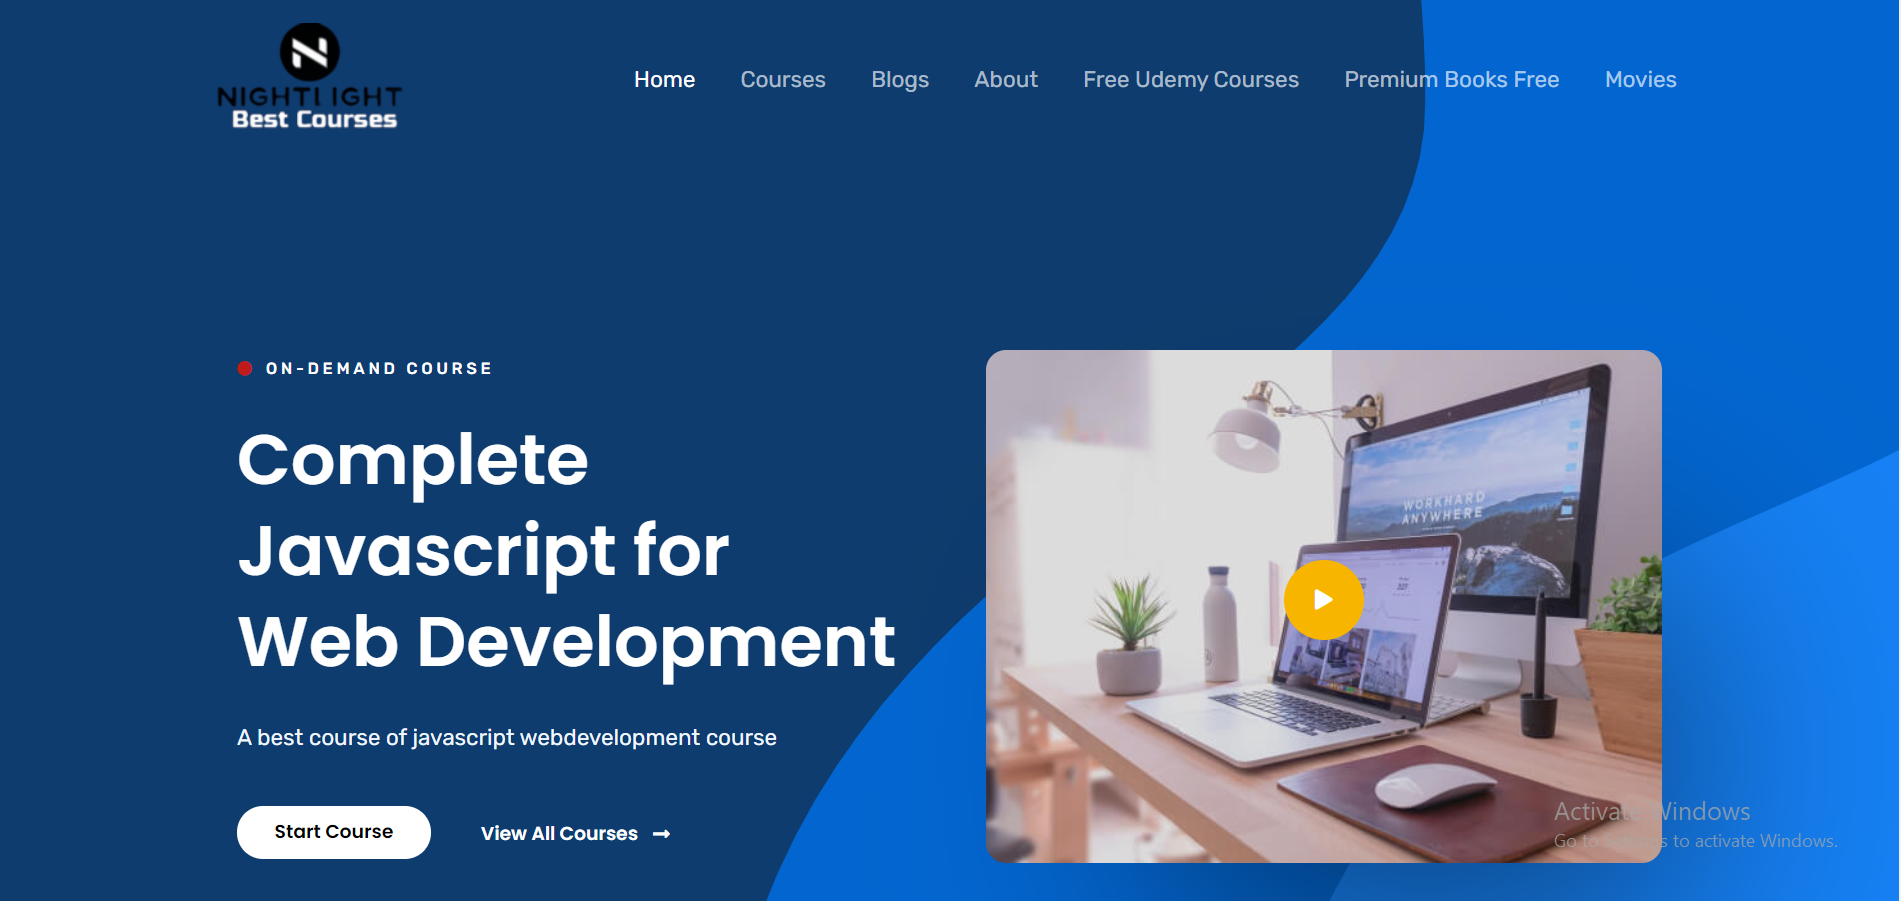 NIGHTLIGHT
Best Courses
Home
Courses
Blogs
About
Free Udemy Courses
Premium Books Free
Movies
ON-DEMAND COURSE
Complete
Javascript for
Web Development
A best course of javascript webdevelopment course
Start Course
View All Courses
WORKHARD
ANYWHERE
Activate Windows
Go to Settings to activate Windows.